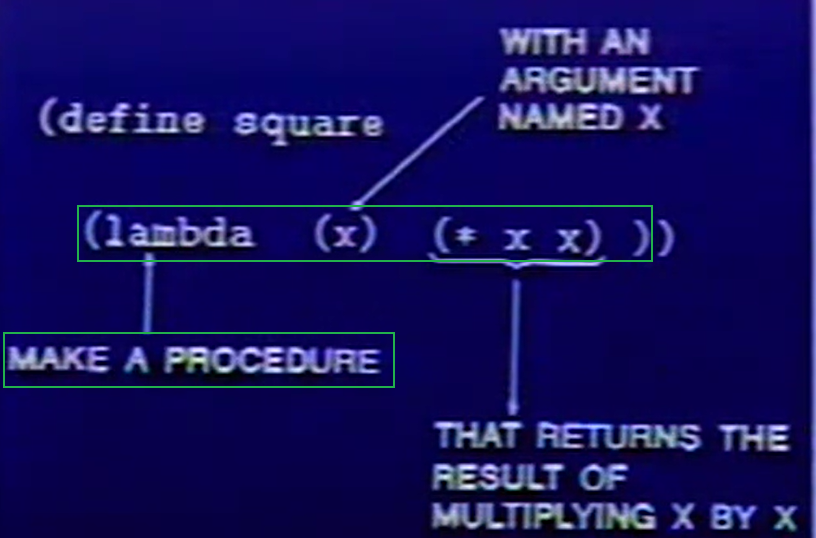 WITH AN
ARGUMENT
NAMED X
(define square
(lambda (x) (* x x) ))
MAKE A PROCEDURE
THAT RETURNS THE
RESULT OF
MULTIPLYING X BY X